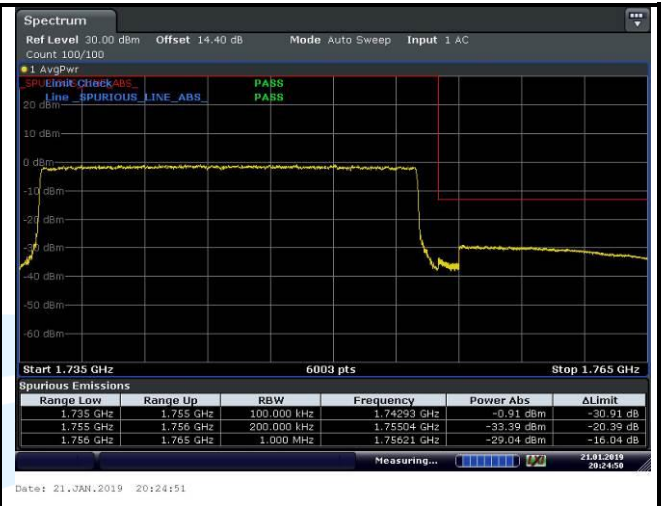 Spectrum
Ref Level 30.00 dBm Offset 14.40 dB Mode Auto Sweep Input 1 AC
Count 100/100
1 AvgPwr
Limit Check PASS
Line _SPURIOUS_LINE_ABS_ PASS
20 dBm
10 dBm
0 dBm
-10 dBm
-20 dBm
-30 dBm
-40 dBm
-50 dBm
-60 dBm
Start 1.735 GHz 6003 pts Stop 1.765 GHz
Spurious Emissions
Range Low Range Up RBW Frequency Power Abs ΔLimit
1.735 GHz 1.755 GHz 100.000 kHz 1.74293 GHz -0.91 dBm -30.91 dB
1.755 GHz 1.756 GHz 200.000 kHz 1.75504 GHz -33.39 dBm -20.39 dB
1.756 GHz 1.765 GHz 1.000 MHz 1.75621 GHz -29.04 dBm -16.04 dB
Measuring... 21.01.2019
20:24:50
Date: 21.JAN.2019 20:24:51